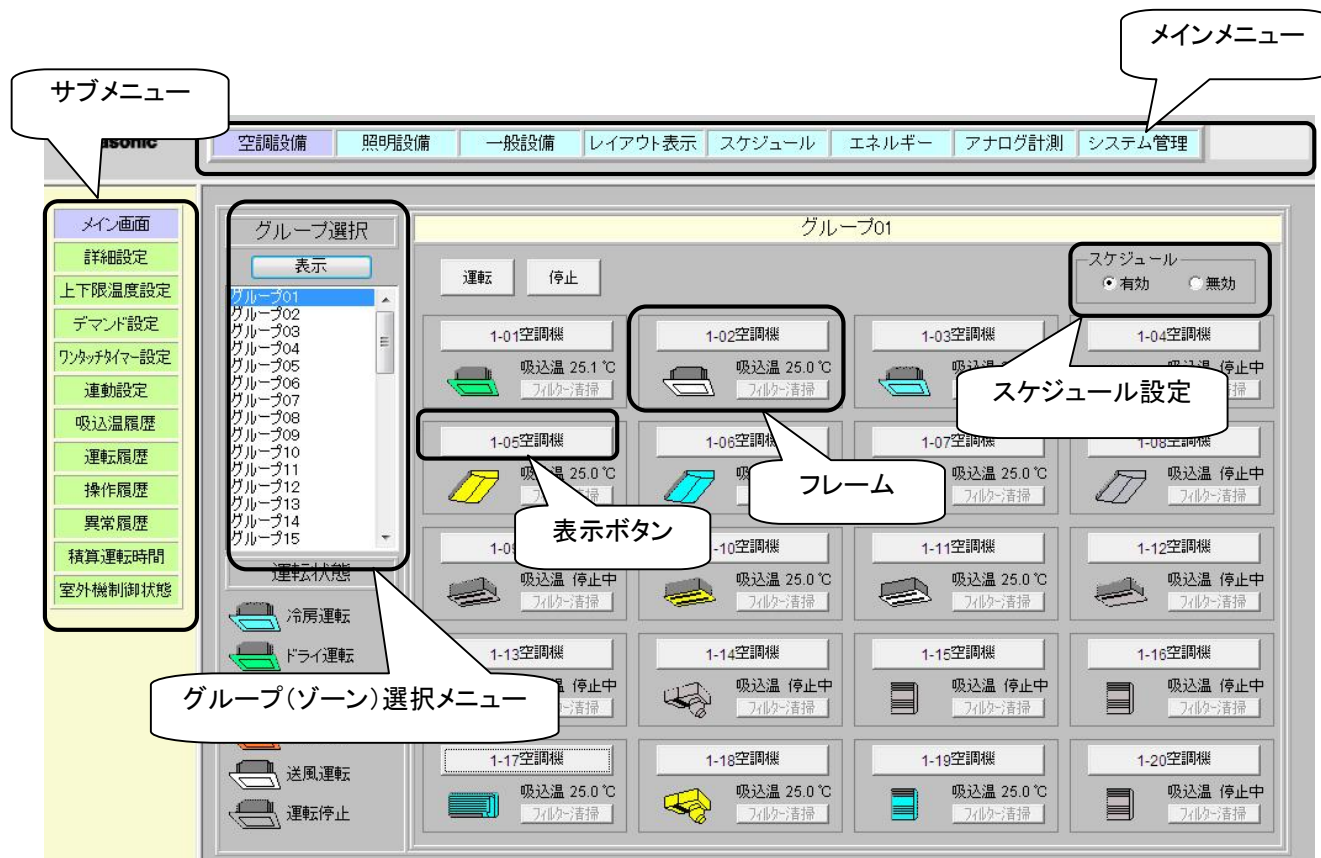 メインメニュー
サブメニュー
asonic
空調設備 照明設備 一般設備 レイアウト表示 スケジュール エネルギー アナログ計測 システム管理
メイン画面
詳細設定
上下限温度設定
デマンド設定
ワンタッチタイマー設定
連動設定
吸込温履歴
運転履歴
操作履歴
異常履歴
積算運転時間
室外機制御状態
グループ選択
表示
グループ01
グループ02
グループ03
グループ04
グループ05
グループ06
グループ07
グループ08
グループ09
グループ10
グループ11
グループ12
グループ13
グループ14
グループ15
運転状態
冷房運転
ドライ運転
送風運転
運転停止
グループ(ゾーン)選択メニュー
グループ01
運転 停止
スケジュール
有効 無効
スケジュール設定
1-01空調機 1-02空調機 1-03空調機 1-04空調機
吸込温 25.1℃ 吸込温 25.0℃ 吸込温 停止中
フィルター清掃 フィルター清掃
1-05空調機 1-06空調機 1-07空調機 1-08空調機
吸込温 25.0℃ 吸込温 25.0℃ 吸込温 停止中
フィルター清掃 フィルター清掃
フレーム
表示ボタン
1-0 -10空調機 1-11空調機 1-12空調機
吸込温 停止中 吸込温 25.0℃ 吸込温 25.0℃ 吸込温 停止中
フィルター清掃 フィルター清掃 フィルター清掃 フィルター清掃
1-13空調機 1-14空調機 1-15空調機 1-16空調機
停止中 吸込温 停止中 吸込温 停止中 吸込温 停止中
清掃 フィルター清掃 フィルター清掃 フィルター清掃
1-17空調機 1-18空調機 1-19空調機 1-20空調機
吸込温 25.0℃ 吸込温 25.0℃ 吸込温 25.0℃ 吸込温 停止中
フィルター清掃 フィルター清掃 フィルター清掃 フィルター清掃